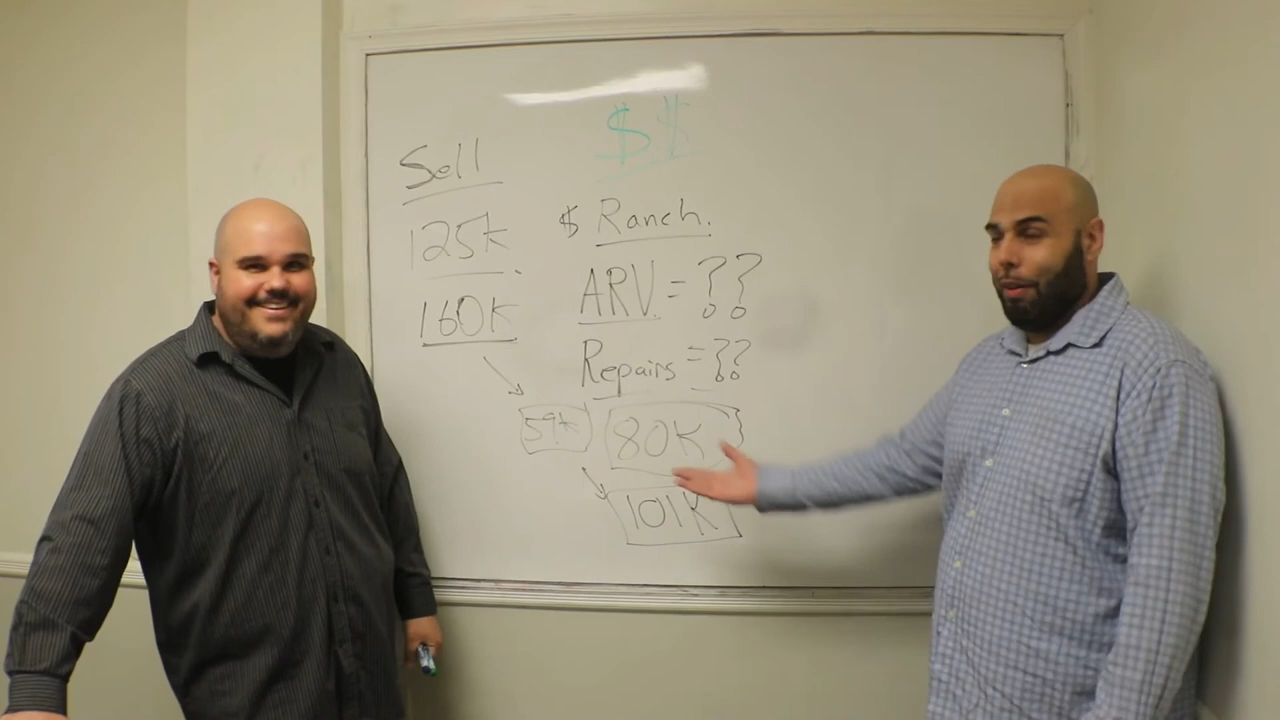 $$
Sell
125k
160k
$ Ranch.
ARV. = ??
Repairs = ??
59k
80K
101K